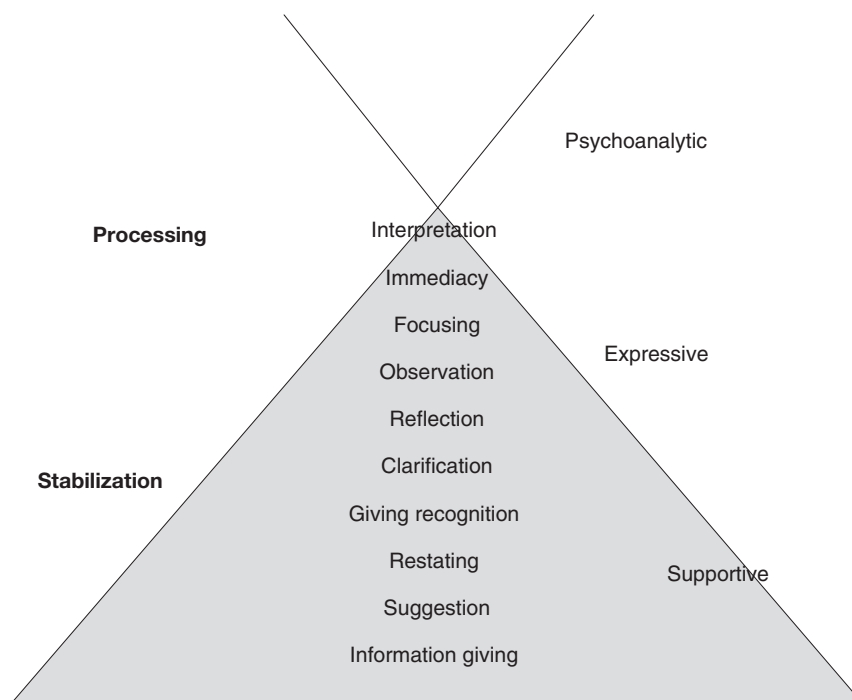 Psychoanalytic
Processing
Interpretation
Immediacy
Focusing
Expressive
Observation
Reflection
Clarification
Stabilization
Giving recognition
Restating
Supportive
Suggestion
Information giving